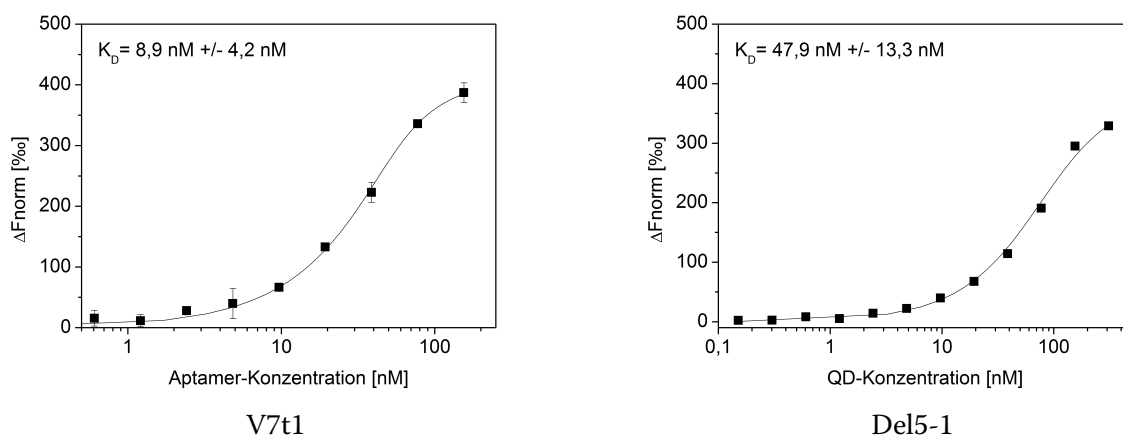 500
400
300
200
100
0
ΔFnorm [‰]
K_D= 8,9 nM +/- 4,2 nM
1 10 100
Aptamer-Konzentration [nM]
V7t1
500
400
300
200
100
0
ΔFnorm [‰]
K_D= 47,9 nM +/- 13,3 nM
0,1 1 10 100
QD-Konzentration [nM]
Del5-1